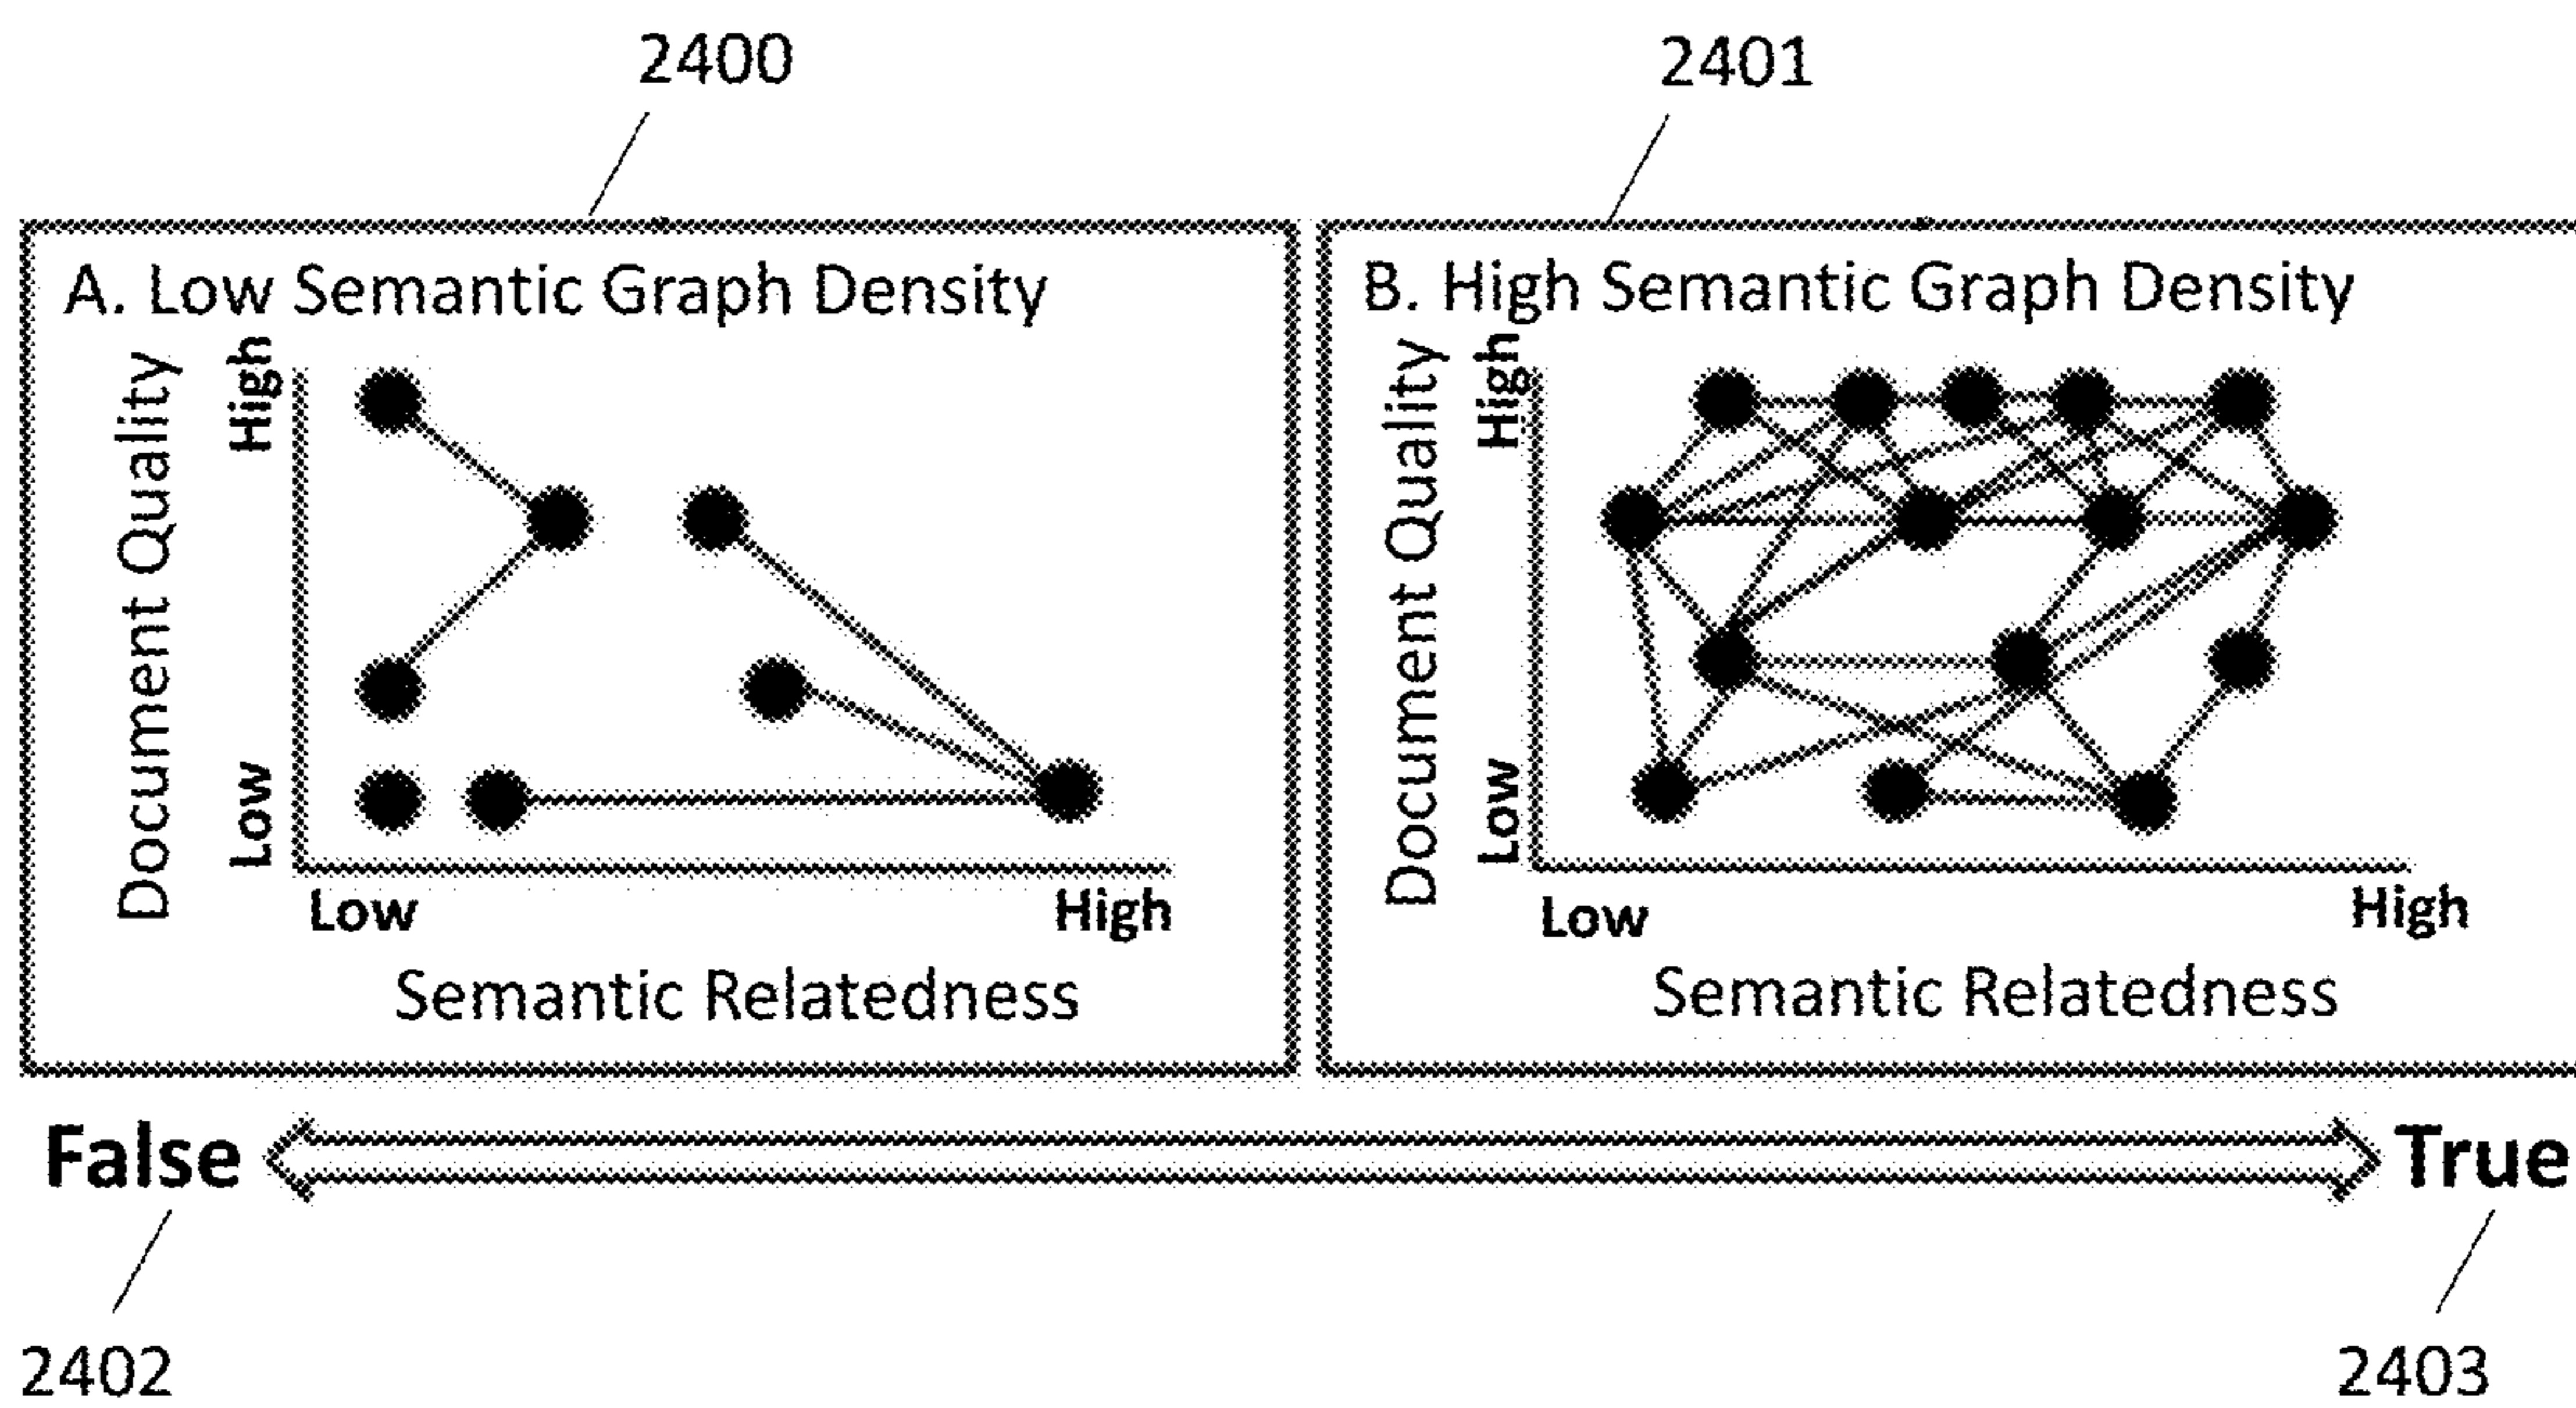 2400
2401
A. Low Semantic Graph Density
B. High Semantic Graph Density
Document Quality
High
Low
Low
High
Semantic Relatedness
Document Quality
High
Low
Low
High
Semantic Relatedness
False
True
2402
2403